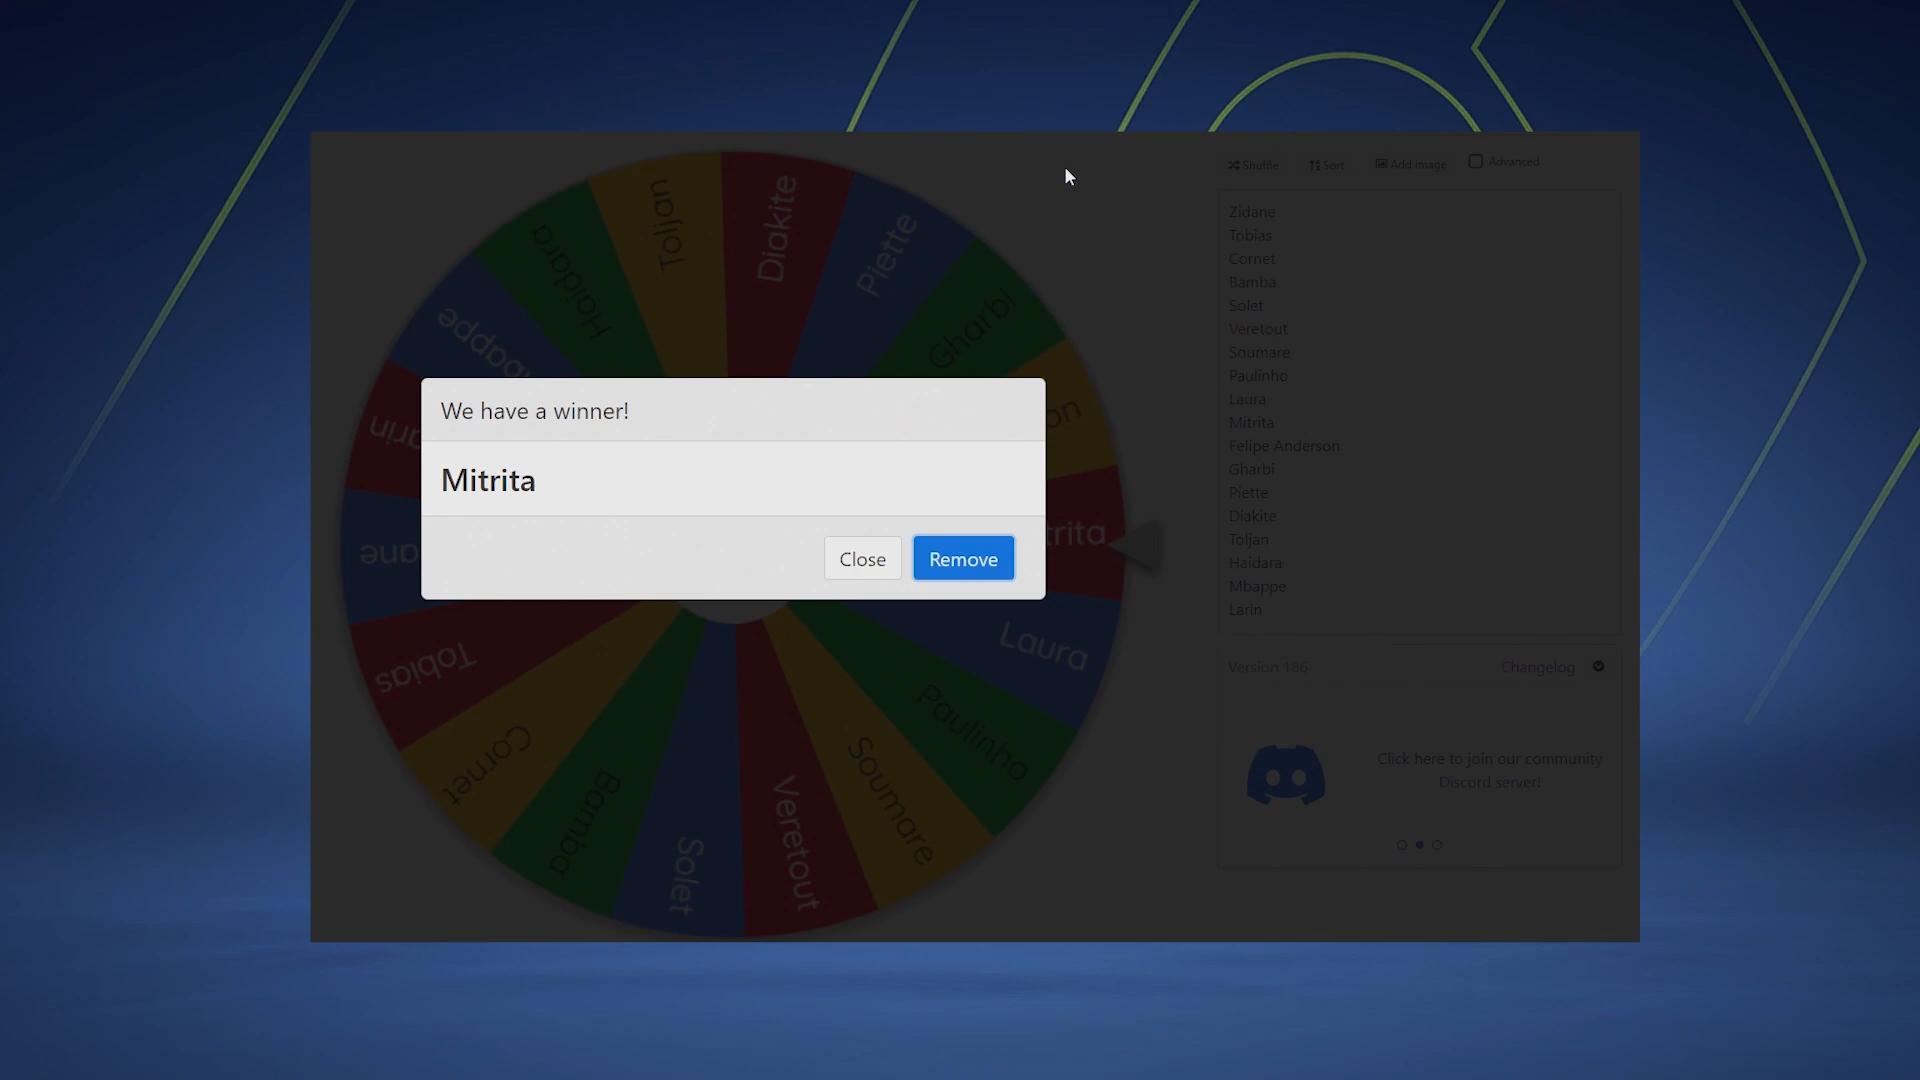 Shuffle
Sort
Add image
Advanced
Zidane
Tobias
Cornet
Bamba
Solet
Veretout
Soumare
Paulinho
Laura
Mitrita
Felipe Anderson
Gharbi
Piette
Diakite
Toljan
Haidara
Mbappe
Larin
Toljan
Diakite
Piette
Gharbi
Haidara
We have a winner!
Mitrita
Close
Remove
Laura
Paulinho
Soumare
Veretout
Solet
Bamba
Cornet
Tobias
Version 186
Changelog
Click here to join our community
Discord server!